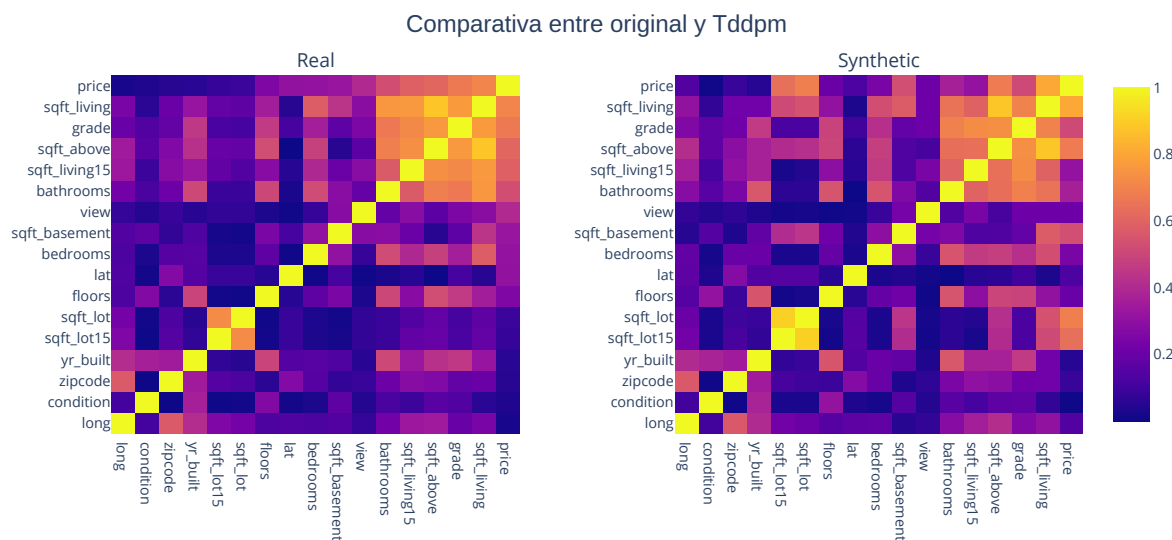 Comparativa entre original y Tddpm
Real
Synthetic
price
sqft_living
grade
sqft_above
sqft_living15
bathrooms
view
sqft_basement
bedrooms
lat
floors
sqft_lot
sqft_lot15
yr_built
zipcode
condition
long
long
condition
zipcode
yr_built
sqft_lot15
sqft_lot
floors
lat
bedrooms
sqft_basement
view
bathrooms
sqft_living15
sqft_above
grade
sqft_living
price
price
sqft_living
grade
sqft_above
sqft_living15
bathrooms
view
sqft_basement
bedrooms
lat
floors
sqft_lot
sqft_lot15
yr_built
zipcode
condition
long
long
condition
zipcode
yr_built
sqft_lot15
sqft_lot
floors
lat
bedrooms
sqft_basement
view
bathrooms
sqft_living15
sqft_above
grade
sqft_living
price
1
0.8
0.6
0.4
0.2